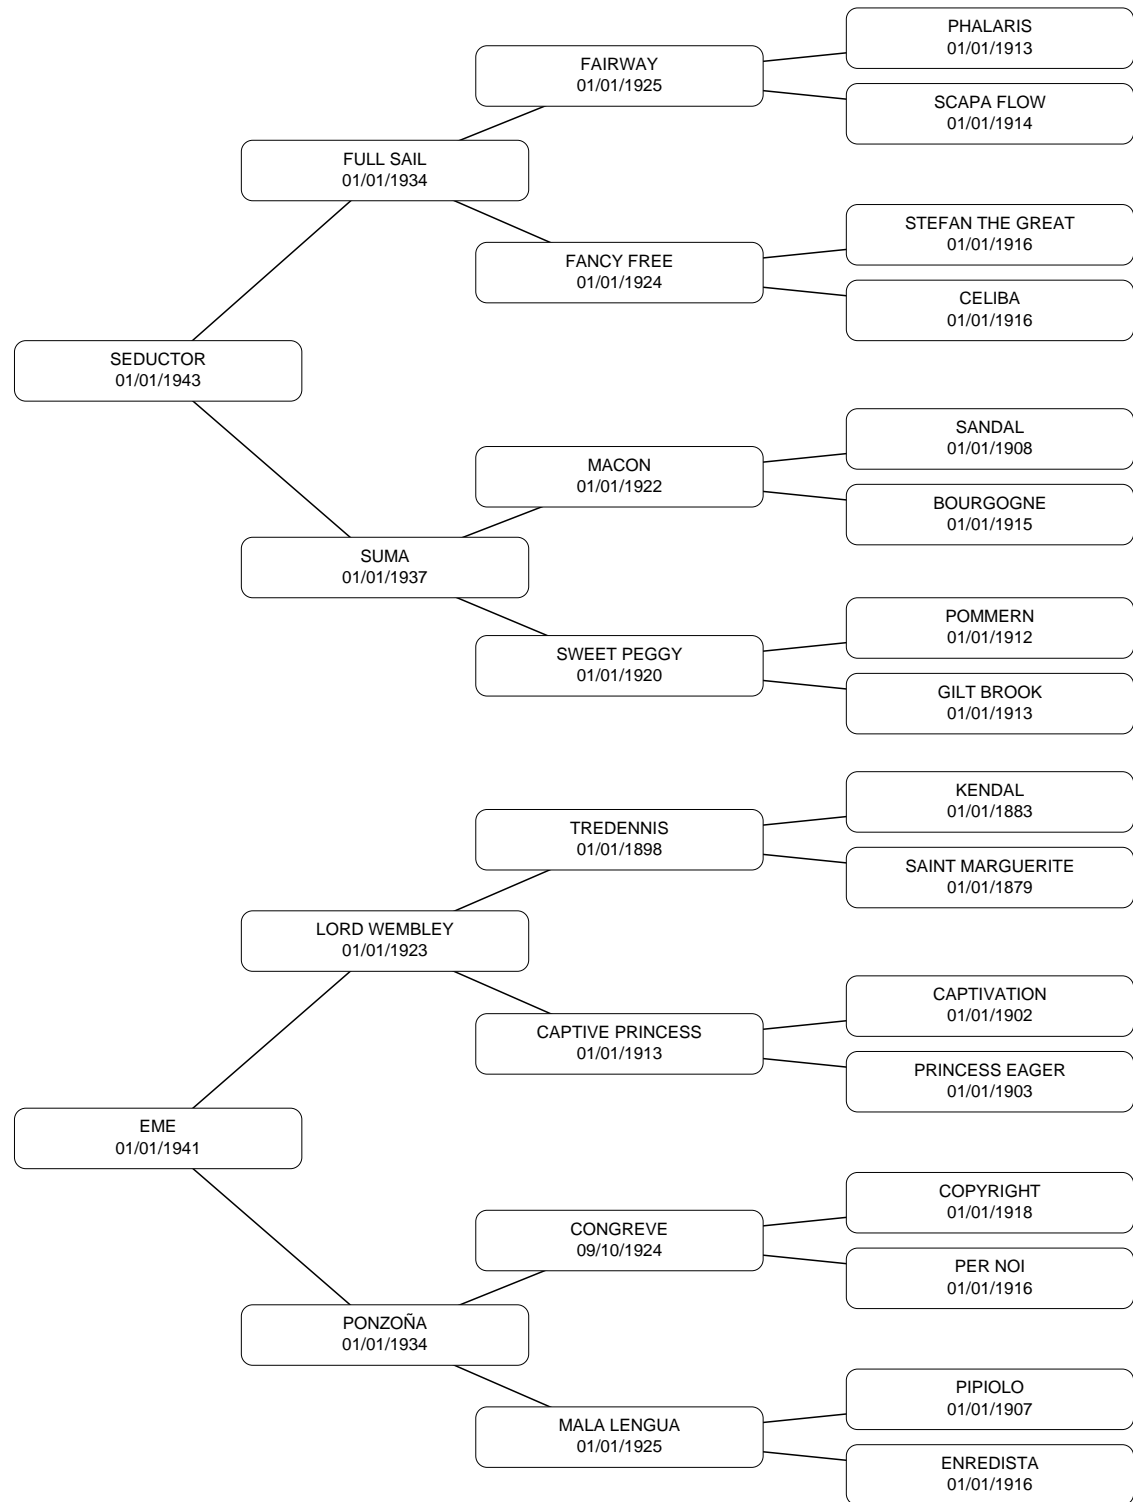 PHALARIS
01/01/1913
FAIRWAY
01/01/1925
SCAPA FLOW
01/01/1914
FULL SAIL
01/01/1934
STEFAN THE GREAT
01/01/1916
FANCY FREE
01/01/1924
CELIBA
01/01/1916
SEDUCTOR
01/01/1943
SANDAL
01/01/1908
MACON
01/01/1922
BOURGOGNE
01/01/1915
SUMA
01/01/1937
POMMERN
01/01/1912
SWEET PEGGY
01/01/1920
GILT BROOK
01/01/1913
KENDAL
01/01/1883
TREDENNIS
01/01/1898
SAINT MARGUERITE
01/01/1879
LORD WEMBLEY
01/01/1923
CAPTIVATION
01/01/1902
CAPTIVE PRINCESS
01/01/1913
PRINCESS EAGER
01/01/1903
EME
01/01/1941
COPYRIGHT
01/01/1918
CONGREVE
09/10/1924
PER NOI
01/01/1916
PONZOÑA
01/01/1934
PIPIOLO
01/01/1907
MALA LENGUA
01/01/1925
ENREDISTA
01/01/1916